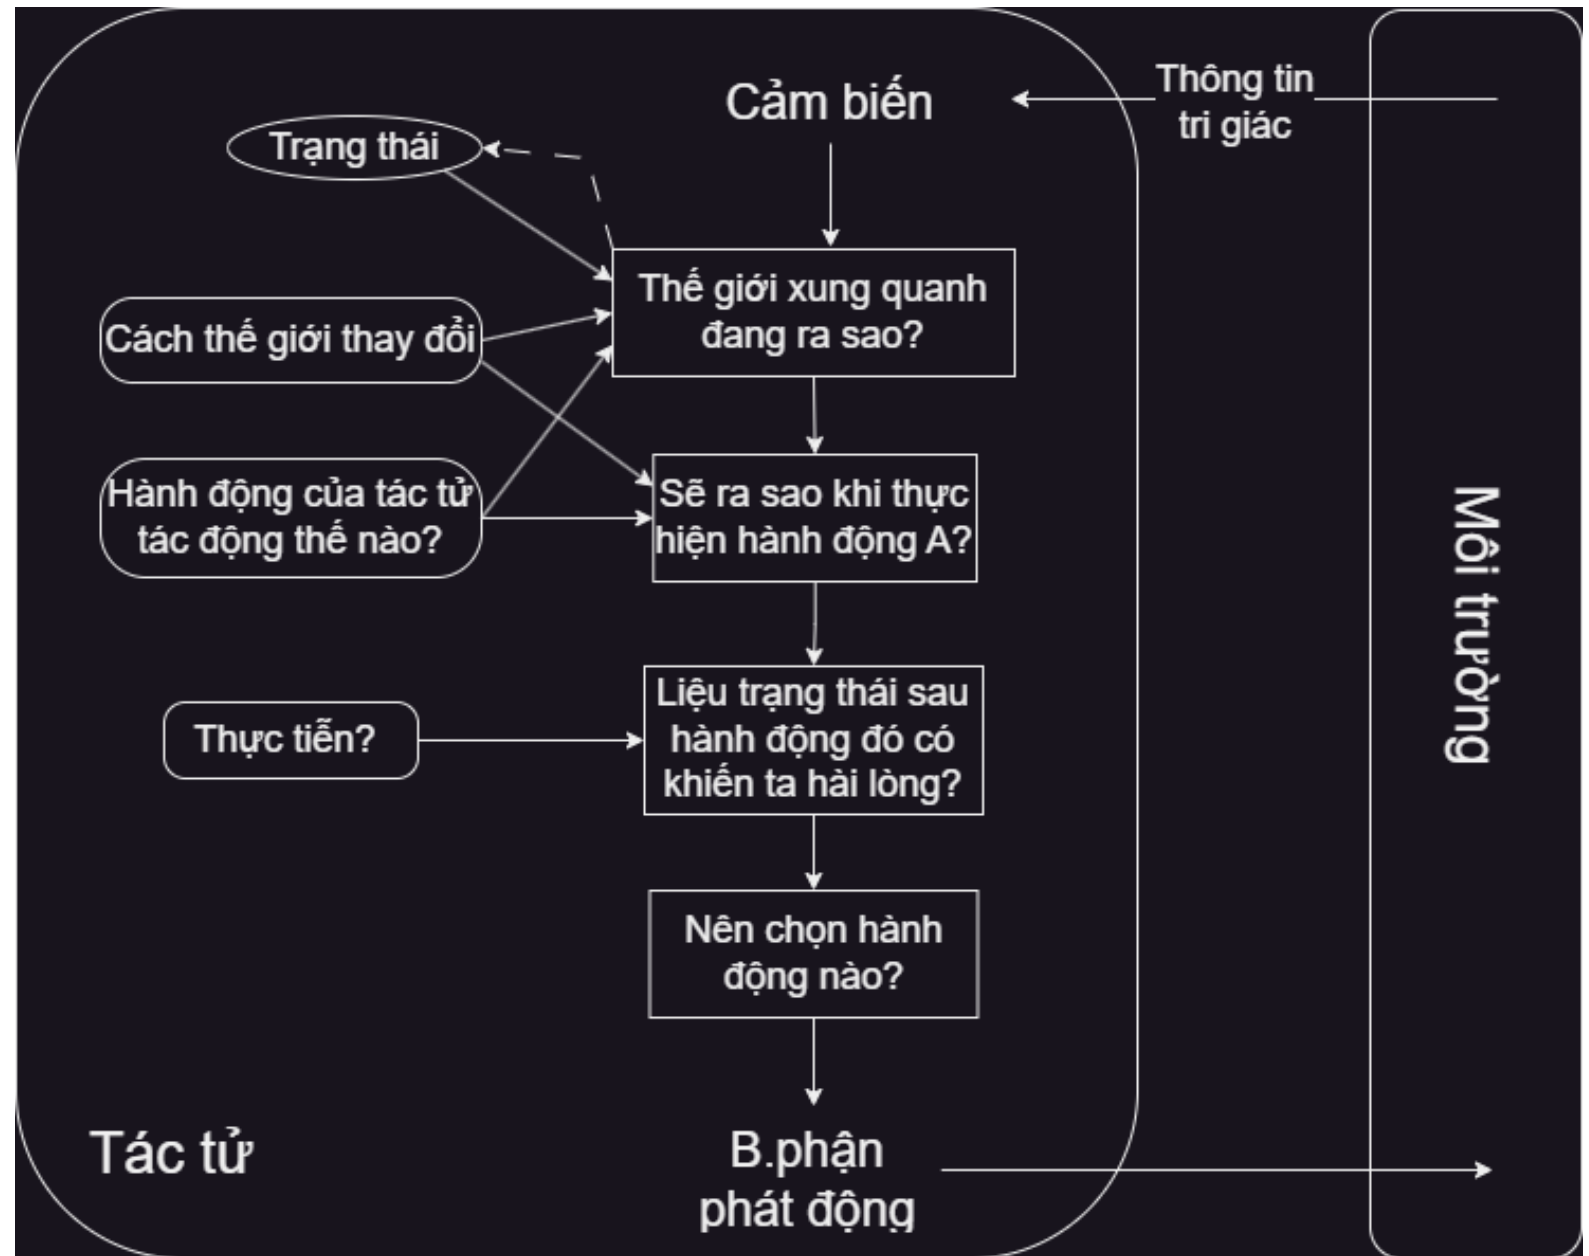 Cảm biến
Thông tin
tri giác
Trạng thái
Thế giới xung quanh
đang ra sao?
Cách thế giới thay đổi
Hành động của tác tử
tác động thế nào?
Sẽ ra sao khi thực
hiện hành động A?
Môi trường
Liệu trạng thái sau
hành động đó có
khiến ta hài lòng?
Thực tiễn?
Nên chọn hành
động nào?
Tác tử
B.phận
phát động